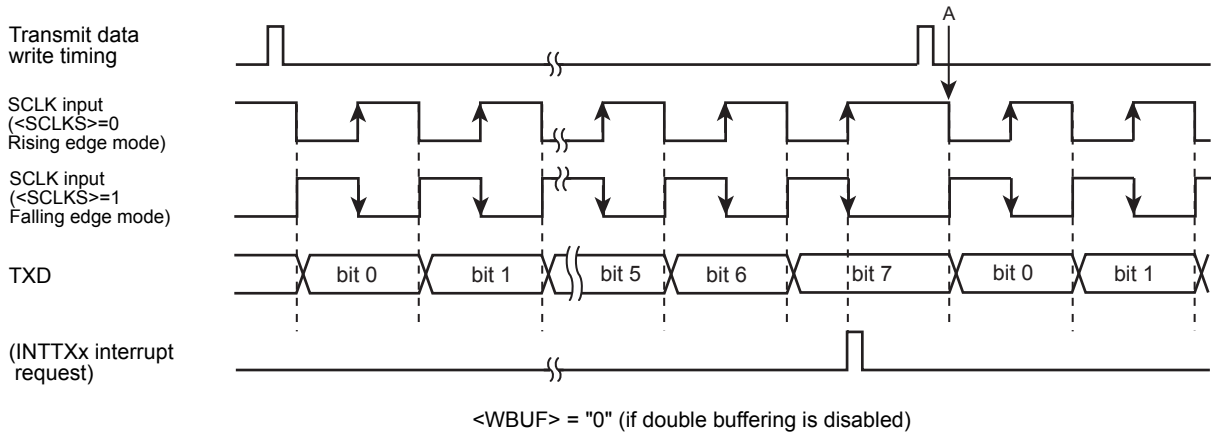 Transmit data
write timing
A
SCLK input
(<SCLKS>=0
Rising edge mode)
SCLK input
(<SCLKS>=1
Falling edge mode)
TXD
bit 0
bit 1
bit 5
bit 6
bit 7
bit 0
bit 1
(INTTXx interrupt
request)
<WBUF> = "0" (if double buffering is disabled)